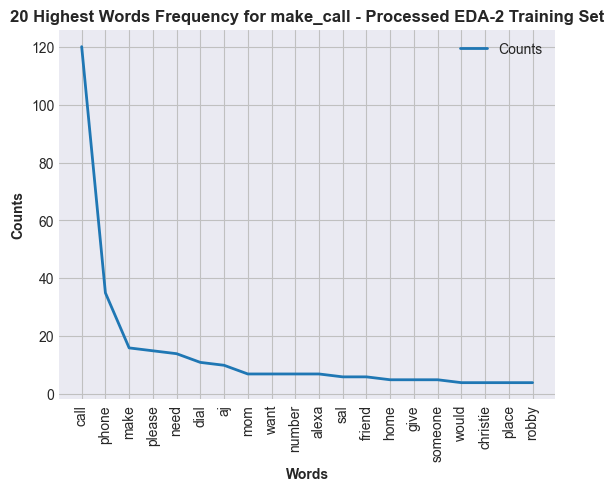 20 Highest Words Frequency for make_call - Processed EDA-2 Training Set
Counts
120
100
80
60
40
20
0
Counts
call
phone
make
please
need
dial
aj
mom
want
number
alexa
sal
friend
home
give
someone
would
christie
place
robby
Words